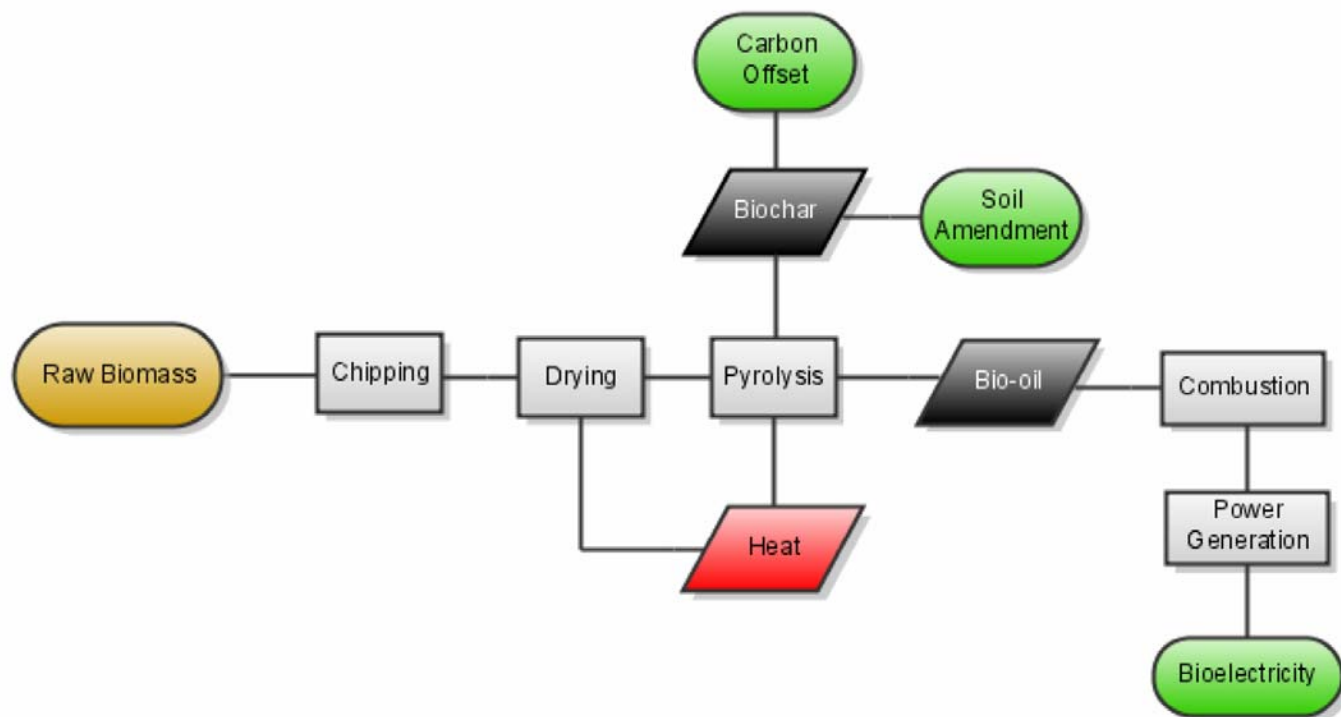 Carbon
Offset
Biochar
Soil
Amendment
Raw Biomass
Chipping
Drying
Pyrolysis
Bio-oil
Combustion
Heat
Power
Generation
Bioelectricity